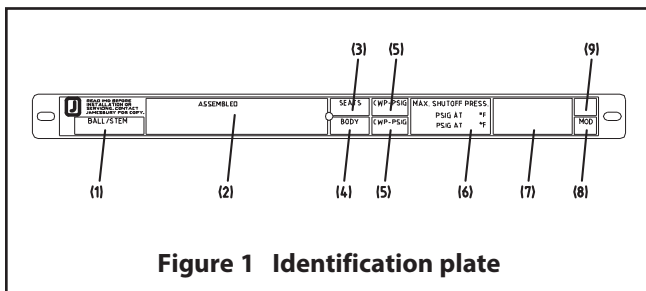 (3) (5) (9)
J
READ IMO BEFORE
INSTALLATION OR
SERVICING. CONTACT
JAMESBURY FOR COPY.
BALL/STEM
ASSEMBLED
SEATS
BODY
CWP-PSIG
CWP-PSIG
MAX. SHUTOFF PRESS.
PSIG AT °F
PSIG AT °F
MOD
(1) (2) (4) (5) (6) (7) (8)
Figure 1 Identification plate